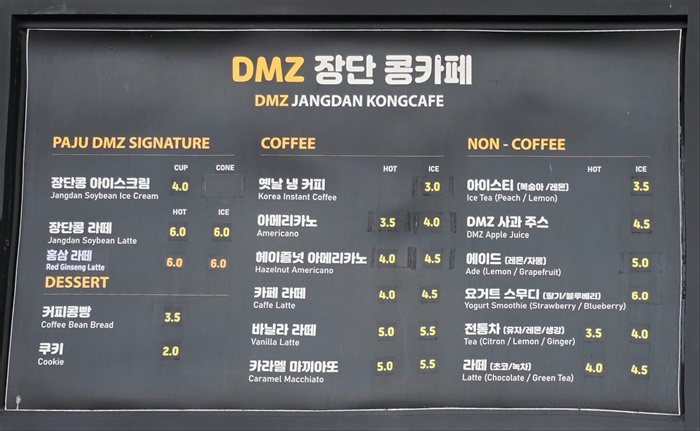 DMZ 장단 콩카페
DMZ JANGDAN KONGCAFE
PAJU DMZ SIGNATURE
CUP CONE
장단콩 아이스크림 4.0
Jangdan Soybean Ice Cream
HOT ICE
장단콩 라떼 6.0 6.0
Jangdan Soybean Latte
홍삼 라떼 6.0 6.0
Red Ginseng Latte
DESSERT
커피콩빵 3.5
Coffee Bean Bread
쿠키 2.0
Cookie
COFFEE
HOT ICE
옛날 냉 커피 3.0
Korea Instant Coffee
아메리카노 3.5 4.0
Americano
헤이즐넛 아메리카노 4.0 4.5
Hazelnut Americano
카페 라떼 4.0 4.5
Caffe Latte
바닐라 라떼 5.0 5.5
Vanilla Latte
카라멜 마끼아또 5.0 5.5
Caramel Macchiato
NON - COFFEE
HOT ICE
아이스티 (복숭아/레몬) 3.5
Ice Tea (Peach / Lemon)
DMZ 사과 주스 4.5
DMZ Apple Juice
에이드 (레몬/자몽) 5.0
Ade (Lemon / Grapefruit)
요거트 스무디 (딸기/블루베리) 6.0
Yogurt Smoothie (Strawberry / Blueberry)
전통차 (유자/레몬/생강) 3.5 4.0
Tea (Citron / Lemon / Ginger)
라떼 (초코/녹차) 4.0 4.5
Latte (Chocolate / Green Tea)